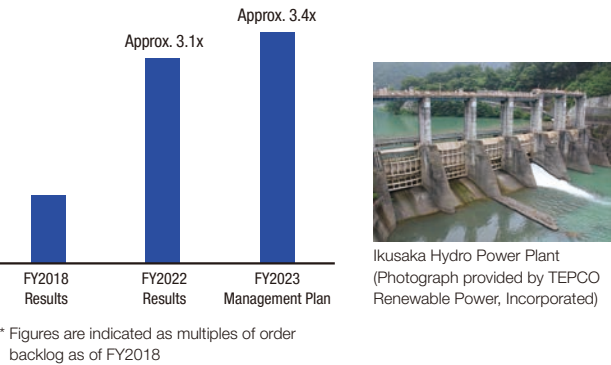 Approx. 3.4x
Approx. 3.1x
FY2018
Results
FY2022
Results
FY2023
Management Plan
* Figures are indicated as multiples of order
backlog as of FY2018
Ikusaka Hydro Power Plant
(Photograph provided by TEPCO
Renewable Power, Incorporated)